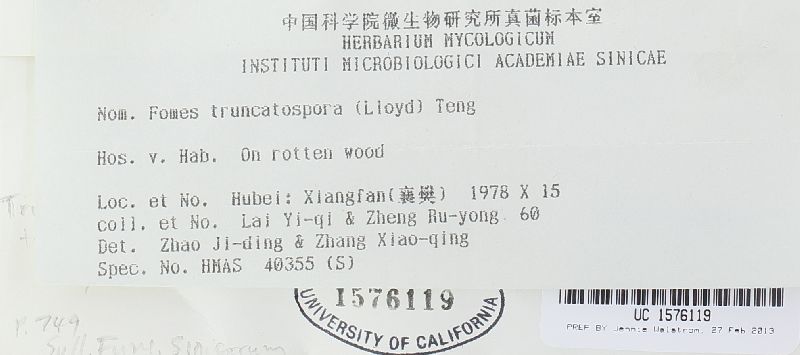 中国科学院微生物研究所真菌标本室
HERBARIUM MYCOLOGICUM
INSTITUTI MICROBIOLOGICI ACADEMIAE SINICAE
Nom. Fomes truncatospora (Lloyd) Teng
Hos. v. Hab. On rotten wood
Loc. et No. Hubei: Xiangfan(襄樊) 1978 X 15
coll. et No. Lai Yi-qi & Zheng Ru-yong 60
Det. Zhao Ji-ding & Zhang Xiao-qing
Spec. No. HMAS 40355 (S)
1576119
UNIVERSITY OF CALIFORNIA
UC 1576119
PREP BY Jennie Walstrom, 27 Feb 2013
p. 749